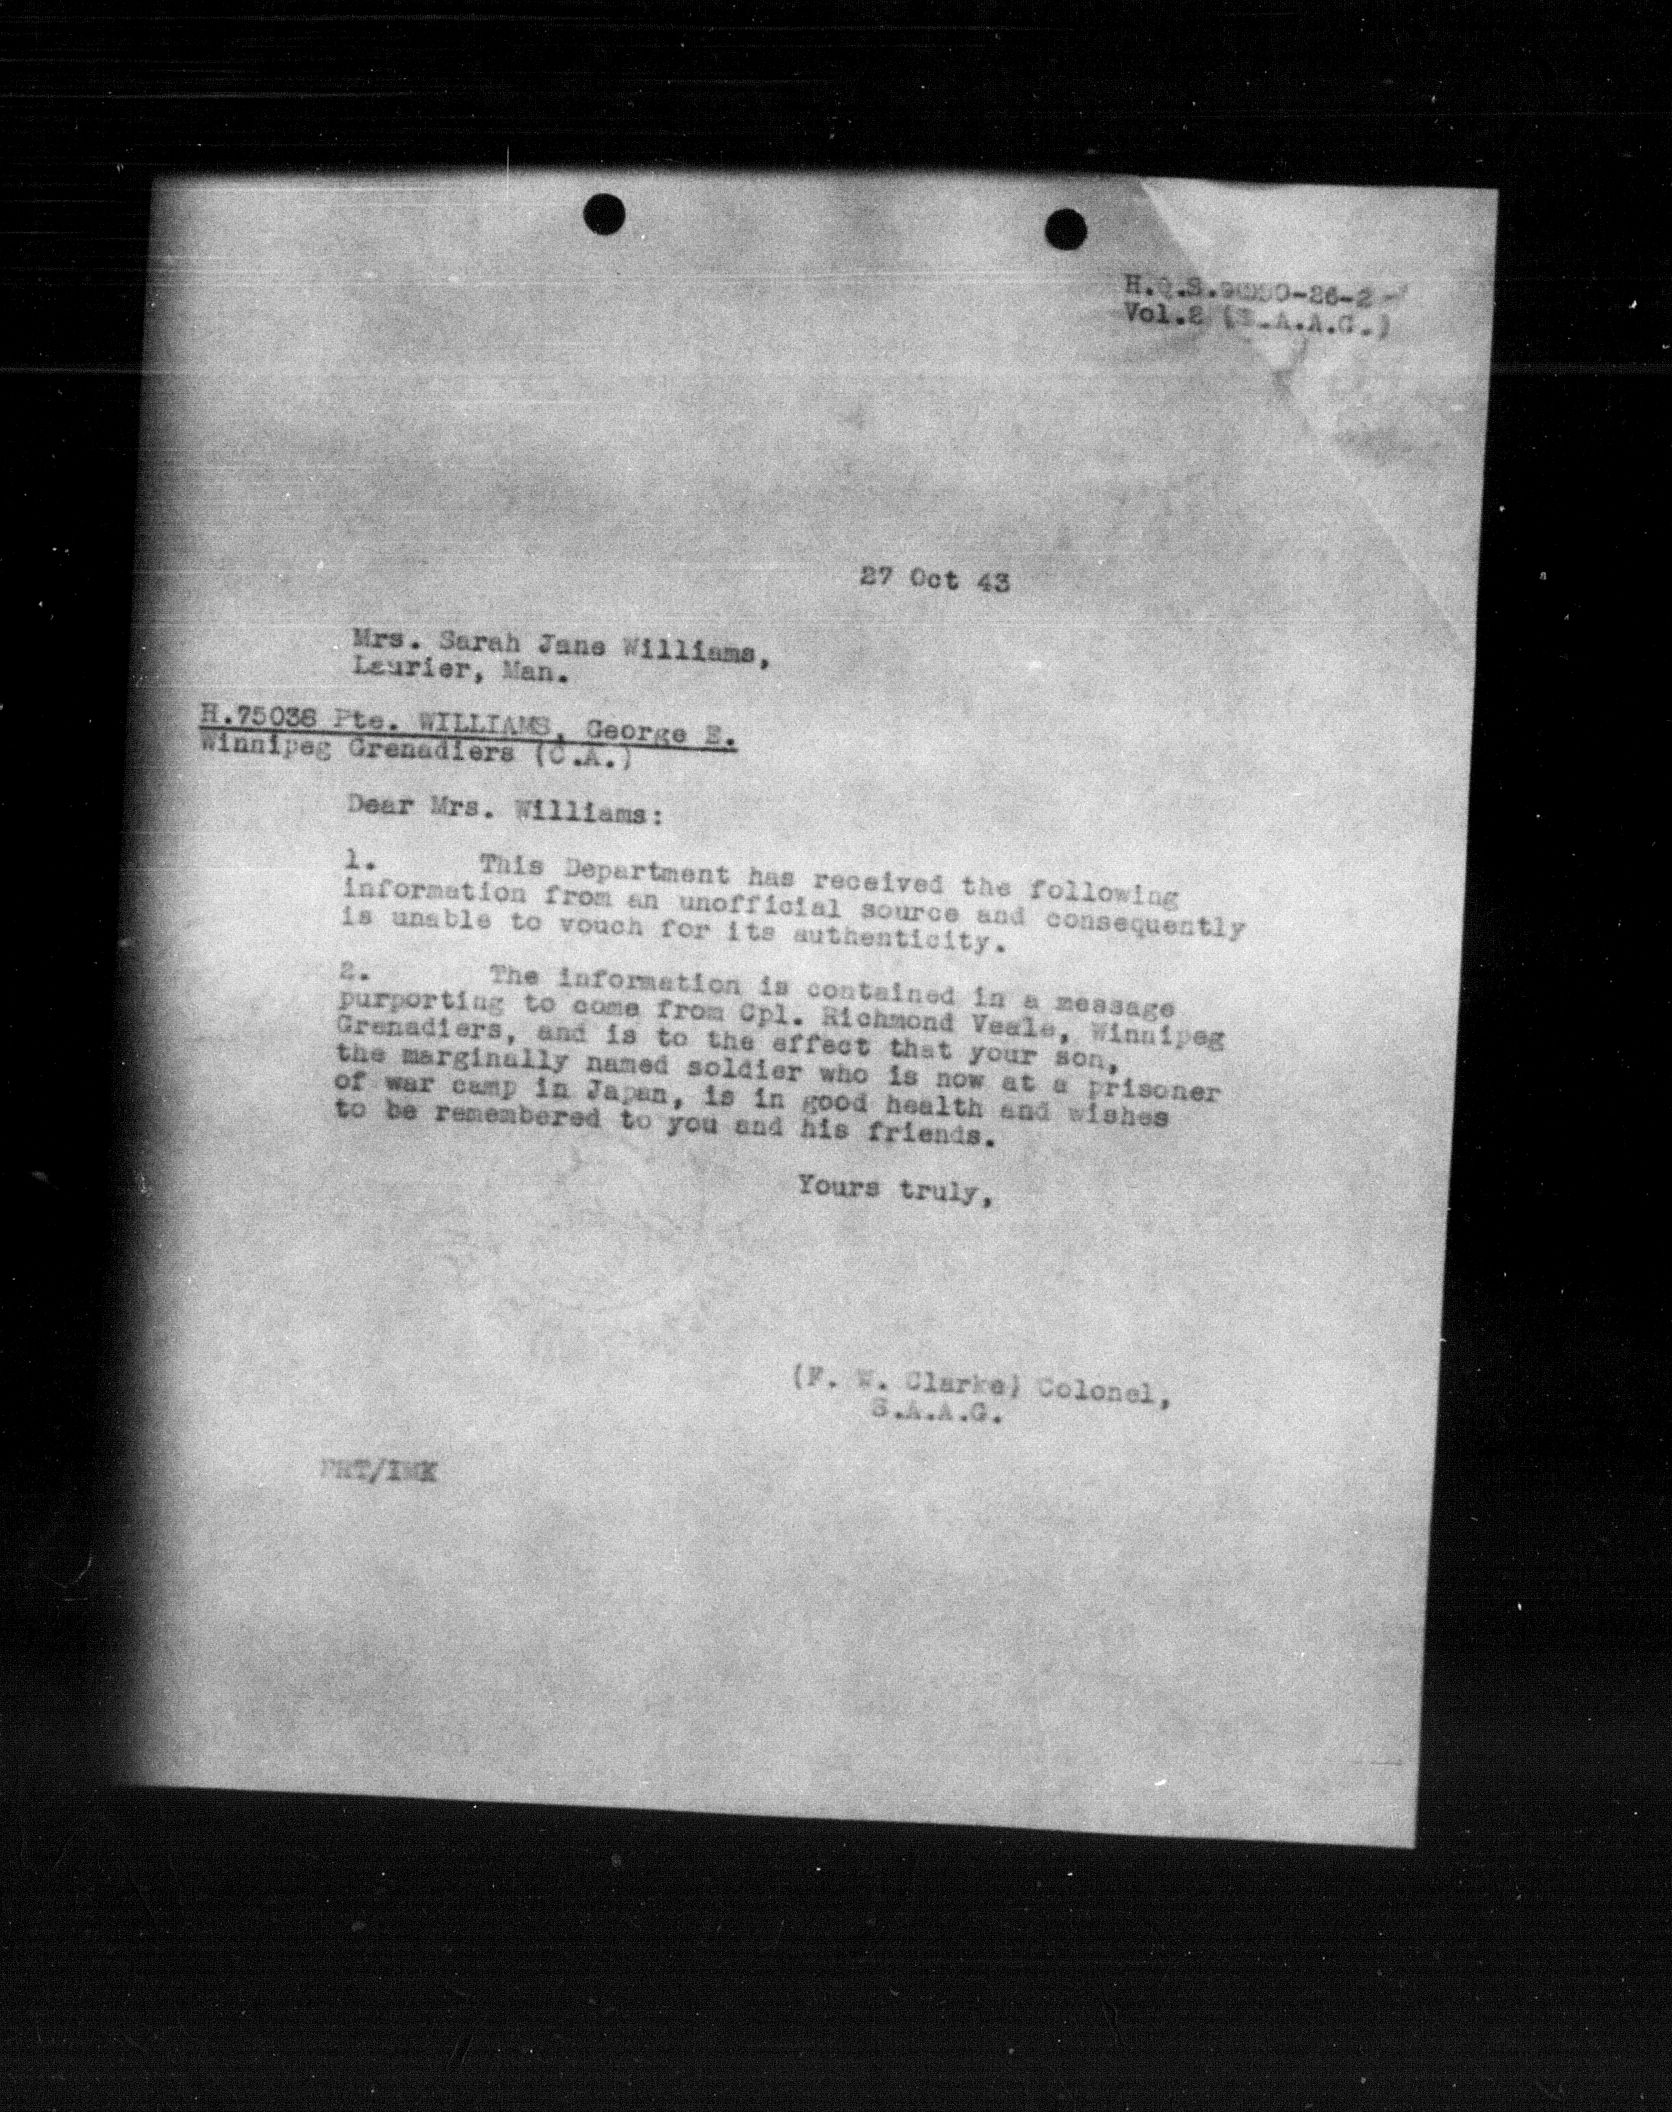 Vol.2 (S.A.A.G.)
27 Oct 43
Mrs. Sarah Jane Williams,
Laurier, Man.
H.75038 Pte. WILLIAMS, George E.
Winnipeg Grenadiers (C.A.)
Dear Mrs. Williams:
1. This Department has received the following
information from an unofficial source and consequently
is unable to vouch for its authenticity.
2. The information is contained in a message
purporting to come from Cpl. Richmond Veale, Winnipeg
Grenadiers, and is to the effect that your son,
the marginally named soldier who is now at a prisoner
of war camp in Japan, is in good health and wishes
to be remembered to you and his friends.
Yours truly,
(F. W. Clarke) Colonel,
S.A.A.G.